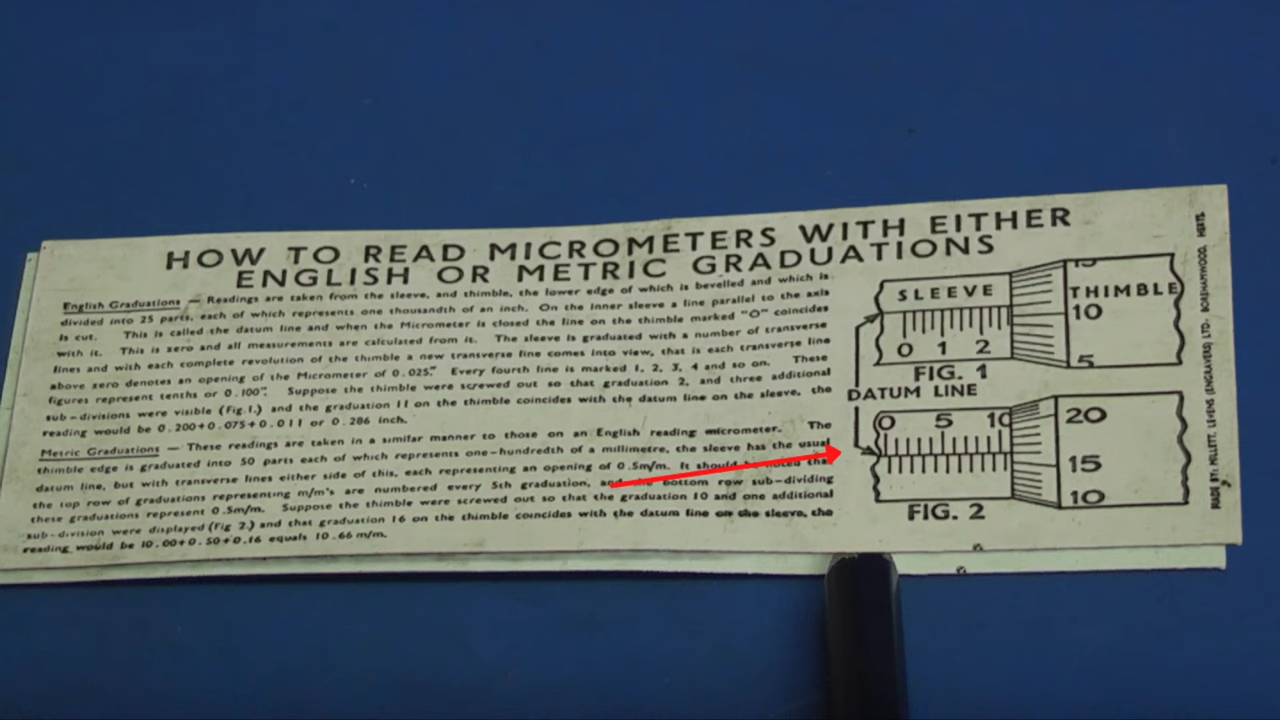 HOW TO READ MICROMETERS WITH EITHER
ENGLISH OR METRIC GRADUATIONS
English Graduations — Readings are taken from the sleeve, and thimble, the lower edge of which is bevelled and which is
divided into 25 parts, each of which represents one thousandth of an inch. On the inner sleeve a line parallel to the axis
is cut. This is called the datum line and when the Micrometer is closed the line on the thimble marked "O" coincides
with it. This is zero and all measurements are calculated from it. The sleeve is graduated with a number of transverse
lines and with each complete revolution of the thimble a new transverse line comes into view, that is each transverse line
above zero denotes an opening of the Micrometer of 0.025". Every fourth line is marked 1, 2, 3, 4 and so on. These
figures represent tenths or 0.100". Suppose the thimble were screwed out so that graduation 2, and three additional
sub-divisions were visible (Fig.1.) and the graduation 11 on the thimble coincides with the datum line on the sleeve, the
reading would be 0.200+0.075+0.011 or 0.286 inch.
Metric Graduations — These readings are taken in a similar manner to those on an English reading micrometer. The
thimble edge is graduated into 50 parts each of which represents one-hundredth of a millimetre, the sleeve has the usual
datum line, but with transverse lines either side of this, each representing an opening of 0.5m/m. It should noted that
the top row of graduations representing m/m's are numbered every 5th graduation, and bottom row sub-dividing
these graduations represent 0.5m/m. Suppose the thimble were screwed out so that the graduation 10 and one additional
sub-division were displayed (Fig 2.) and that graduation 16 on the thimble coincides with the datum line on the sleeve, the
reading would be 10.00+0.50+0.16 equals 10.66 m/m.
SLEEVE
THIMBLE
10
5
0 1 2
FIG. 1
DATUM LINE
0 5 10
20
15
10
FIG. 2
MADE BY: MILLETT, LEVENS (ENGRAVERS) LTD. BOREHAMWOOD, HERTS.